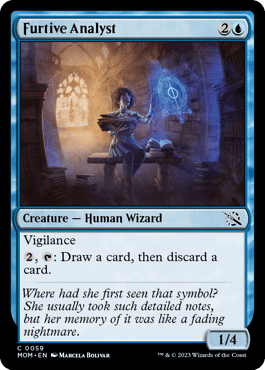 Furtive Analyst 2
Creature — Human Wizard
Vigilance
2, : Draw a card, then discard a
card.
Where had she first seen that symbol?
She usually took such detailed notes,
but her memory of it was like a fading
nightmare.
1/4
C 0059
MOM • EN Marcela Bolívar
™ & © 2023 Wizards of the Coast